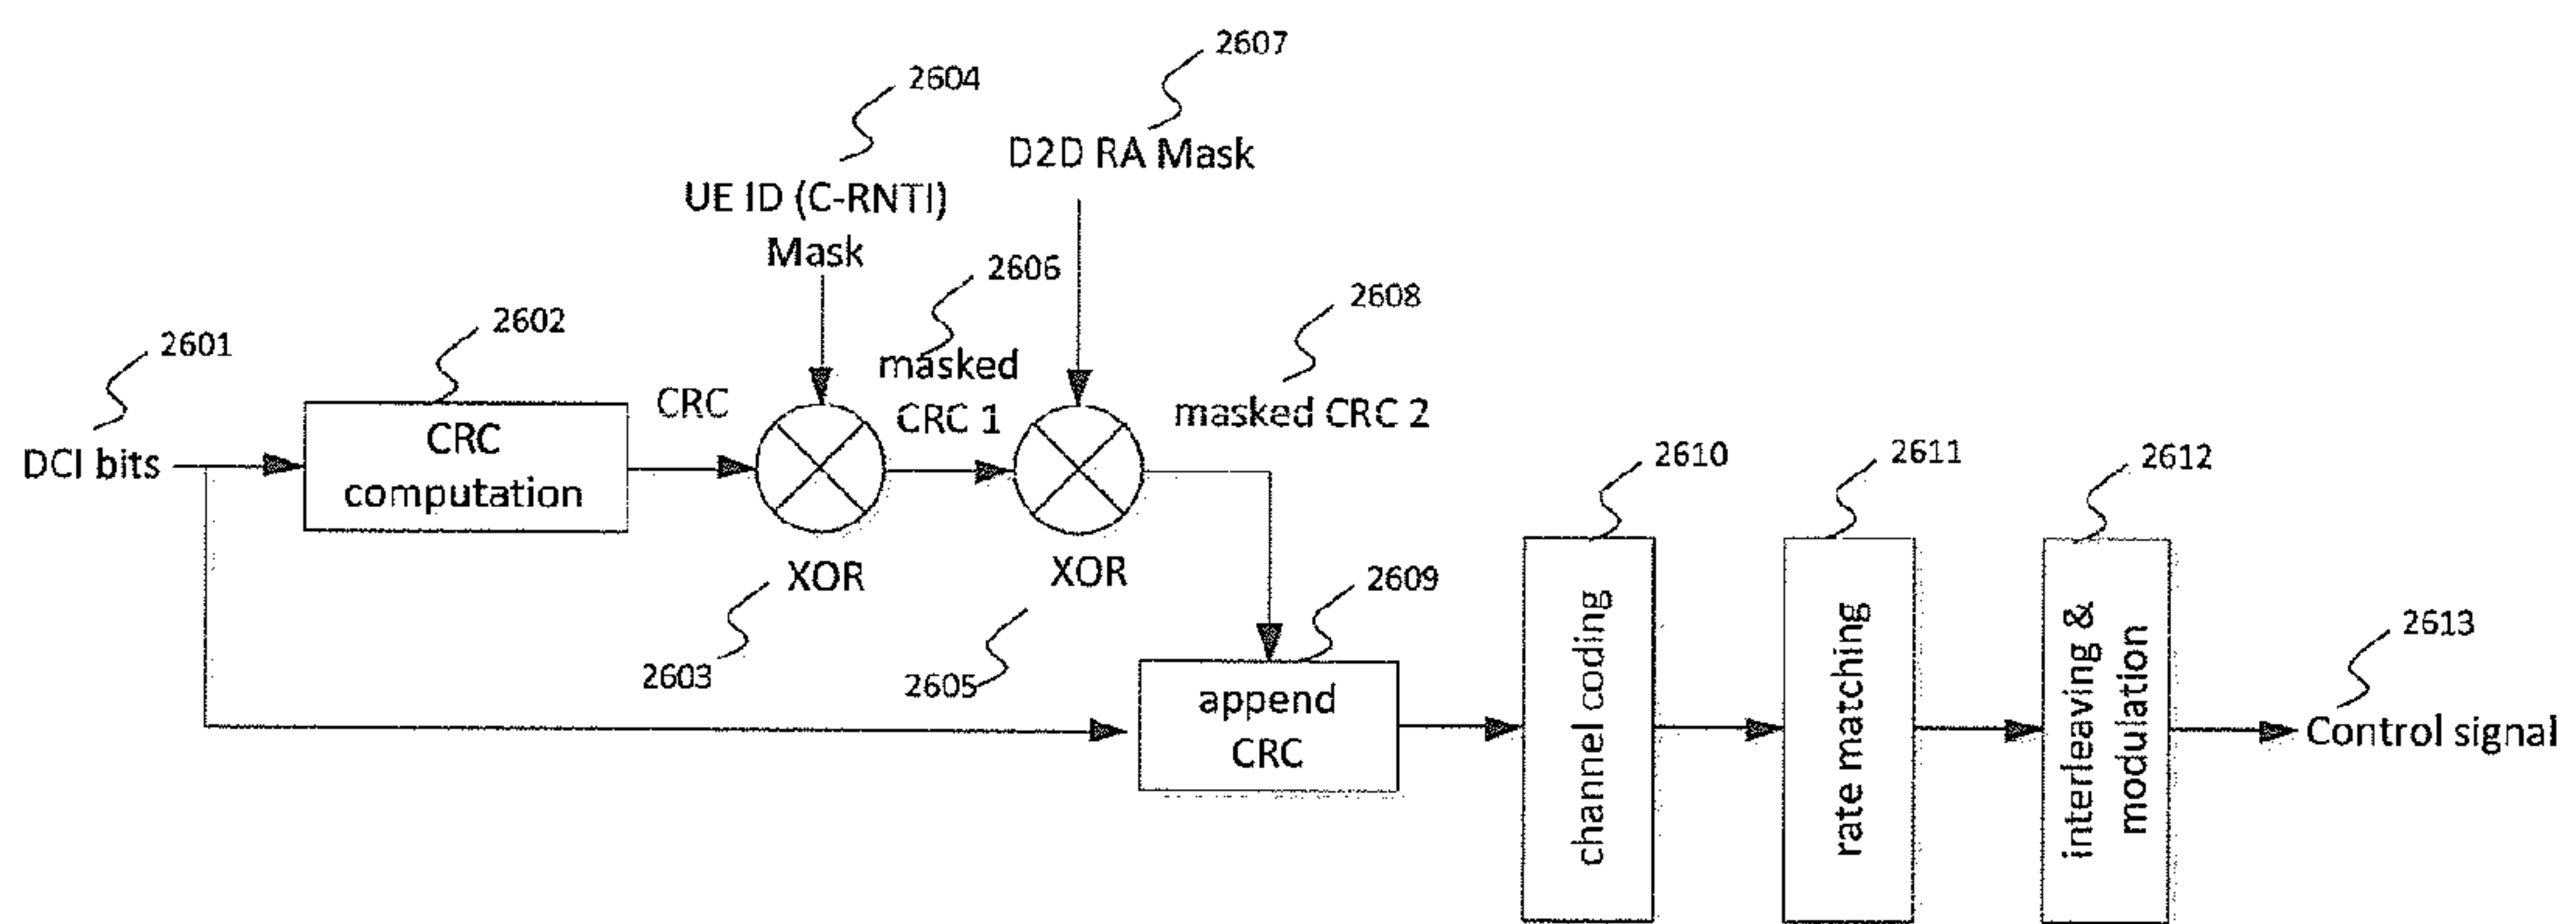 2607
2604
D2D RA Mask
UE ID (C-RNTI)
Mask
2606
2608
2602
2601
masked
CRC 1
CRC
masked CRC 2
DCI bits
CRC
computation
2610
2611
2612
XOR
XOR
2609
2603
2605
2613
append
CRC
channel coding
rate matching
interleaving &
modulation
Control signal